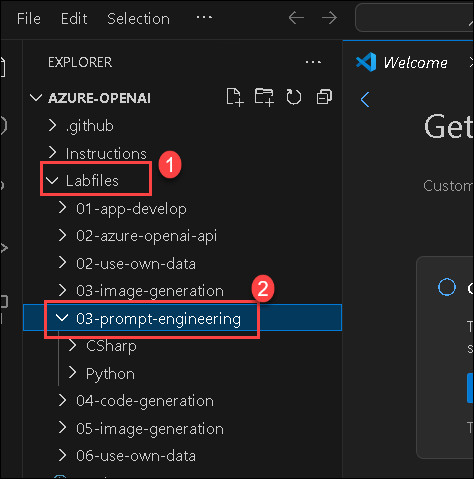 File Edit Selection ...
EXPLORER ...
Welcome
AZURE-OPENAI
.github
Instructions
1
Labfiles
01-app-develop
02-azure-openai-api
02-use-own-data
03-image-generation
2
03-prompt-engineering
CSharp
Python
04-code-generation
05-image-generation
06-use-own-data
Get
Custom